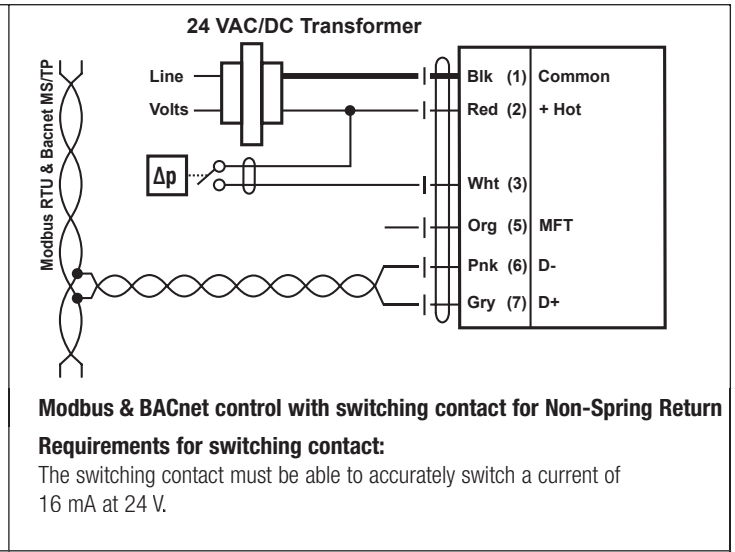 24 VAC/DC Transformer
Modbus RTU & Bacnet MS/TP
Line
Volts
Δp
Blk (1) Common
Red (2) + Hot
Wht (3)
Org (5) MFT
Pnk (6) D-
Gry (7) D+
Modbus & BACnet control with switching contact for Non-Spring Return
Requirements for switching contact:
The switching contact must be able to accurately switch a current of
16 mA at 24 V.